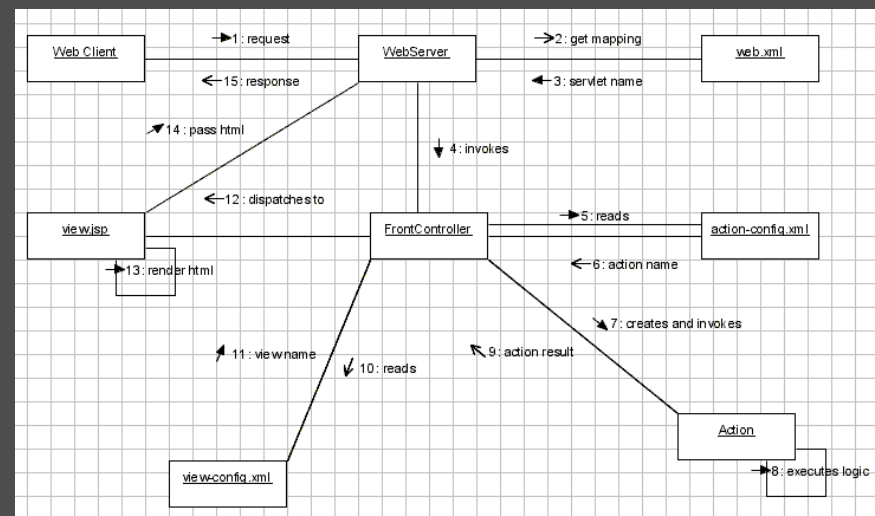 1 : request
2 : get mapping
Web Client
WebServer
web.xml
15 : response
3 : servlet name
14 : pass html
4 : invokes
12 : dispatches to
5 : reads
view.jsp
FrontController
action-config.xml
13 : render html
6 : action name
7 : creates and invokes
11 : view name
9 : action result
10 : reads
Action
view-config.xml
8 : executes logic